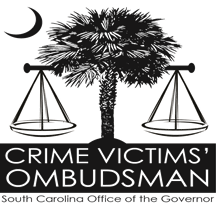 CRIME VICTIMS'
OMBUDSMAN
South Carolina Office of the Governor